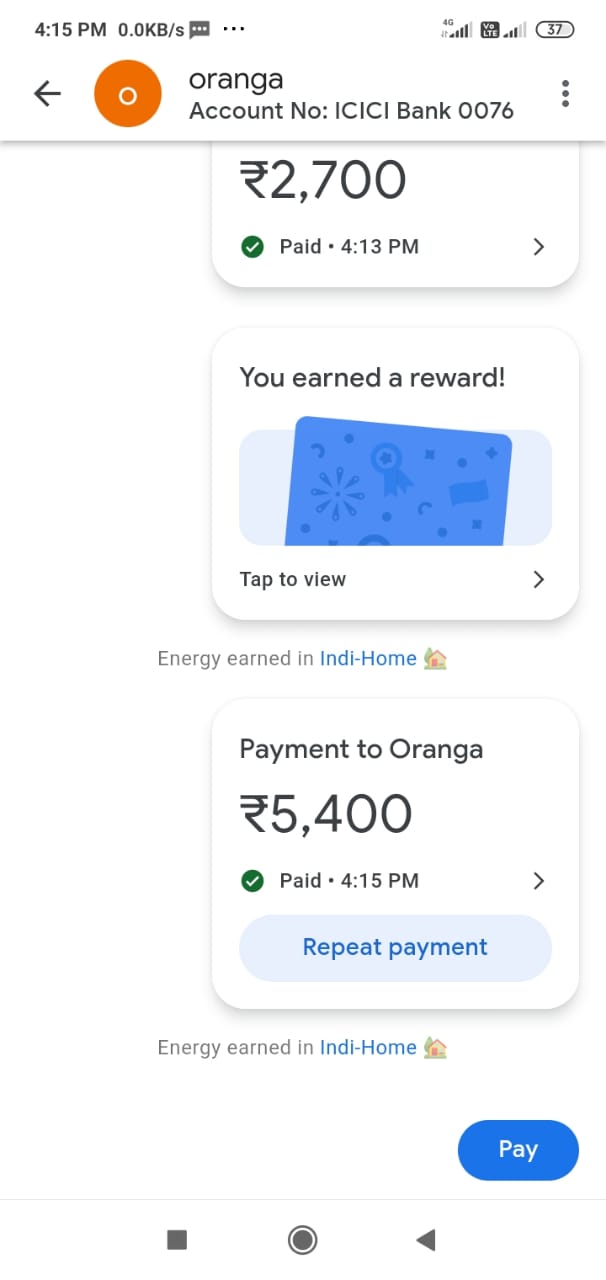 4:15 PM 0.0KB/s ...
4G Vo LTE 37
oranga
Account No: ICICI Bank 0076
₹2,700
Paid • 4:13 PM
You earned a reward!
Tap to view
Energy earned in Indi-Home
Payment to Oranga
₹5,400
Paid • 4:15 PM
Repeat payment
Energy earned in Indi-Home
Pay